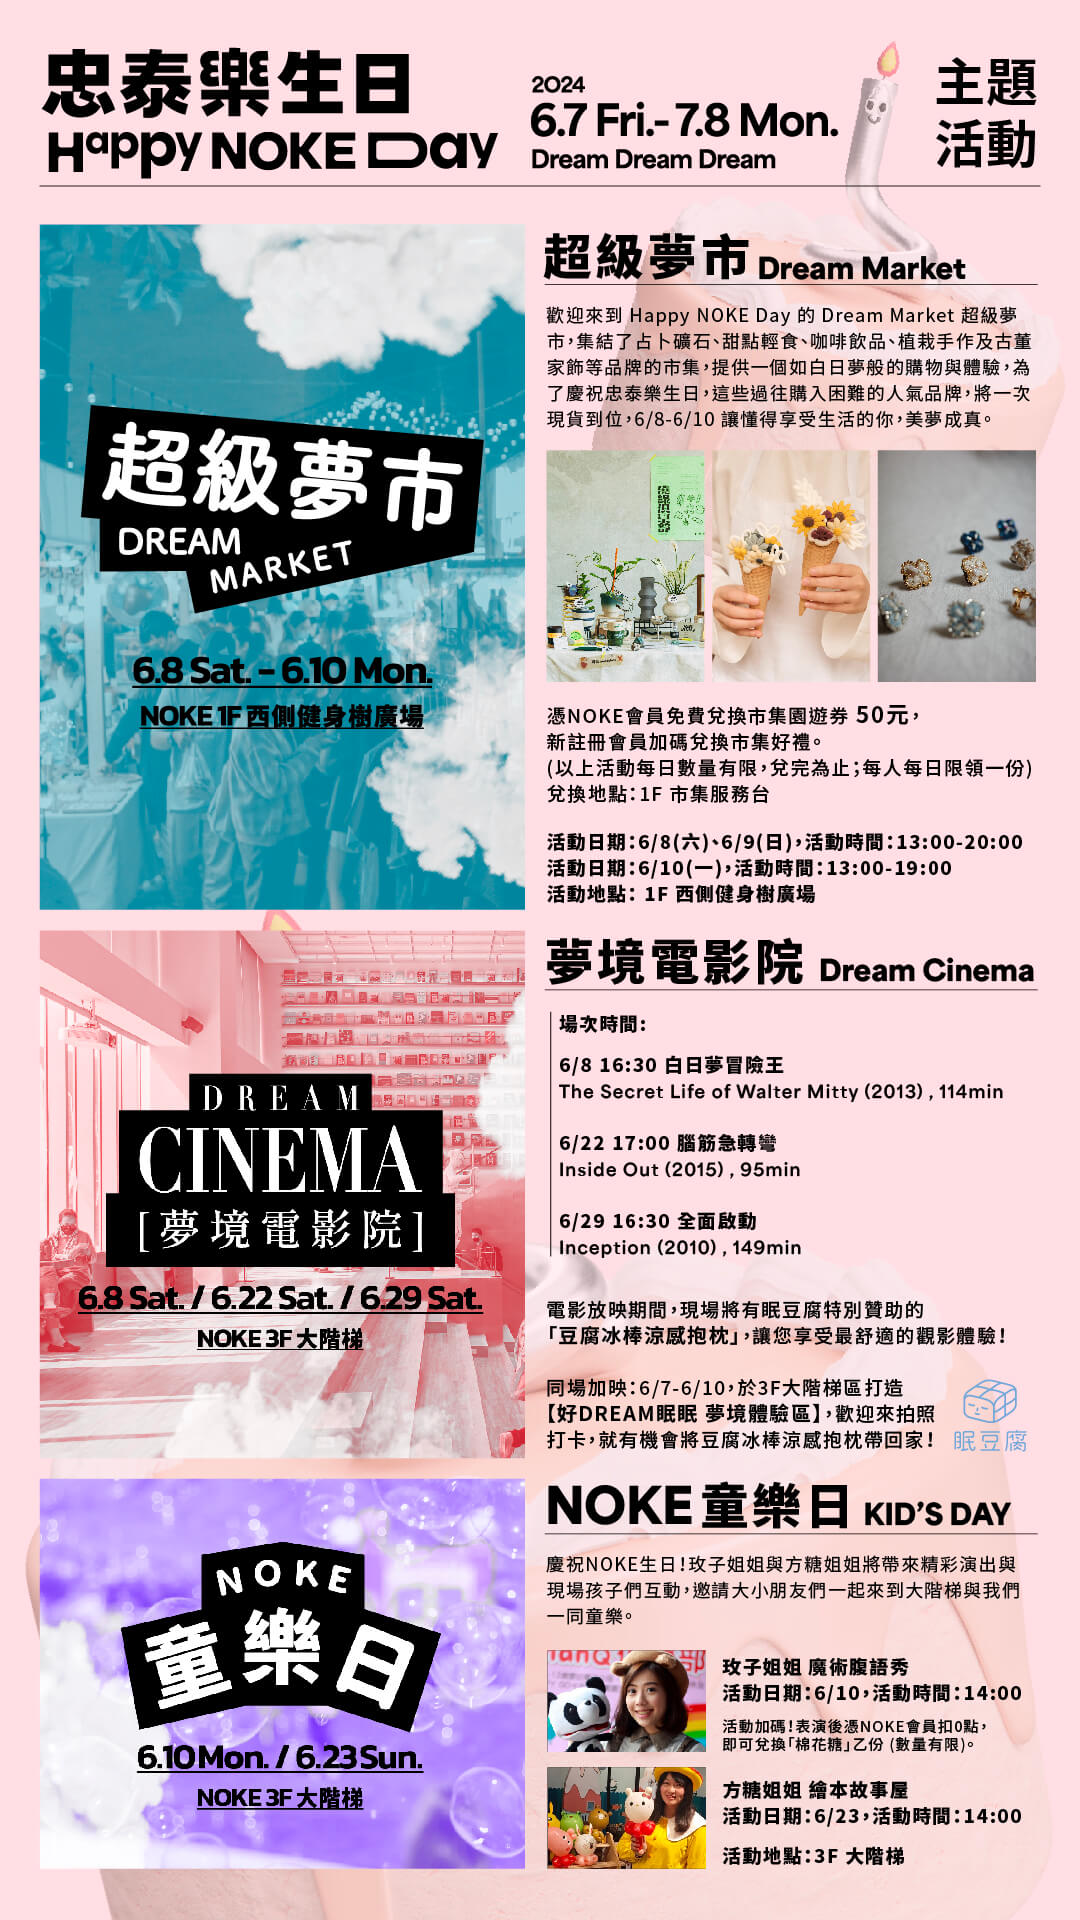 忠泰樂生日
Happy NOKE Day
2024
6.7 Fri.- 7.8 Mon.
Dream Dream Dream
主題
活動
超級夢市
DREAM
MARKET
6.8 Sat. - 6.10 Mon.
NOKE 1F 西側健身樹廣場
超級夢市 Dream Market
歡迎來到 Happy NOKE Day 的 Dream Market 超級夢
市,集結了占卜礦石、甜點輕食、咖啡飲品、植栽手作及古董
家飾等品牌的市集,提供一個如白日夢般的購物與體驗,為
了慶祝忠泰樂生日,這些過往購入困難的人氣品牌,將一次
現貨到位,6/8-6/10 讓懂得享受生活的你,美夢成真。
憑NOKE會員免費兌換市集園遊券 50元,
新註冊會員加碼兌換市集好禮。
(以上活動每日數量有限,兌完為止;每人每日限領一份)
兌換地點:1F 市集服務台
活動日期:6/8(六)、6/9(日),活動時間:13:00-20:00
活動日期:6/10(一),活動時間:13:00-19:00
活動地點: 1F 西側健身樹廣場
DREAM
CINEMA
[夢境電影院]
6.8 Sat. / 6.22 Sat. / 6.29 Sat.
NOKE 3F 大階梯
夢境電影院 Dream Cinema
場次時間:
6/8 16:30 白日夢冒險王
The Secret Life of Walter Mitty (2013) , 114min
6/22 17:00 腦筋急轉彎
Inside Out (2015) , 95min
6/29 16:30 全面啟動
Inception (2010) , 149min
電影放映期間,現場將有眠豆腐特別贊助的
「豆腐冰棒涼感抱枕」,讓您享受最舒適的觀影體驗!
同場加映:6/7-6/10,於3F大階梯區打造
【好DREAM眠眠 夢境體驗區】,歡迎來拍照
打卡,就有機會將豆腐冰棒涼感抱枕帶回家!
眠豆腐
NOKE
童樂日
6.10 Mon. / 6.23 Sun.
NOKE 3F 大階梯
NOKE 童樂日 KID'S DAY
慶祝NOKE生日!玫子姐姐與方糖姐姐將帶來精彩演出與
現場孩子們互動,邀請大小朋友們一起來到大階梯與我們
一同童樂。
玫子姐姐 魔術腹語秀
活動日期:6/10,活動時間:14:00
活動加碼!表演後憑NOKE會員扣0點,
即可兌換「棉花糖」乙份 (數量有限)。
方糖姐姐 繪本故事屋
活動日期:6/23,活動時間:14:00
活動地點:3F 大階梯